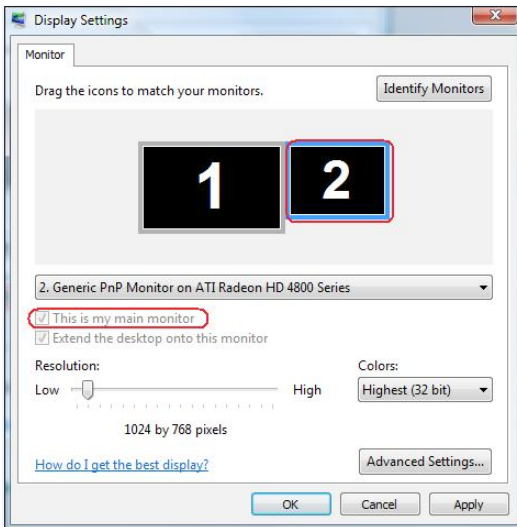 Display Settings
Monitor
Drag the icons to match your monitors.
Identify Monitors
1
2
2. Generic PnP Monitor on ATI Radeon HD 4800 Series
This is my main monitor
Extend the desktop onto this monitor
Resolution:
Colors:
Low
High
Highest (32 bit)
1024 by 768 pixels
How do I get the best display?
Advanced Settings...
OK
Cancel
Apply